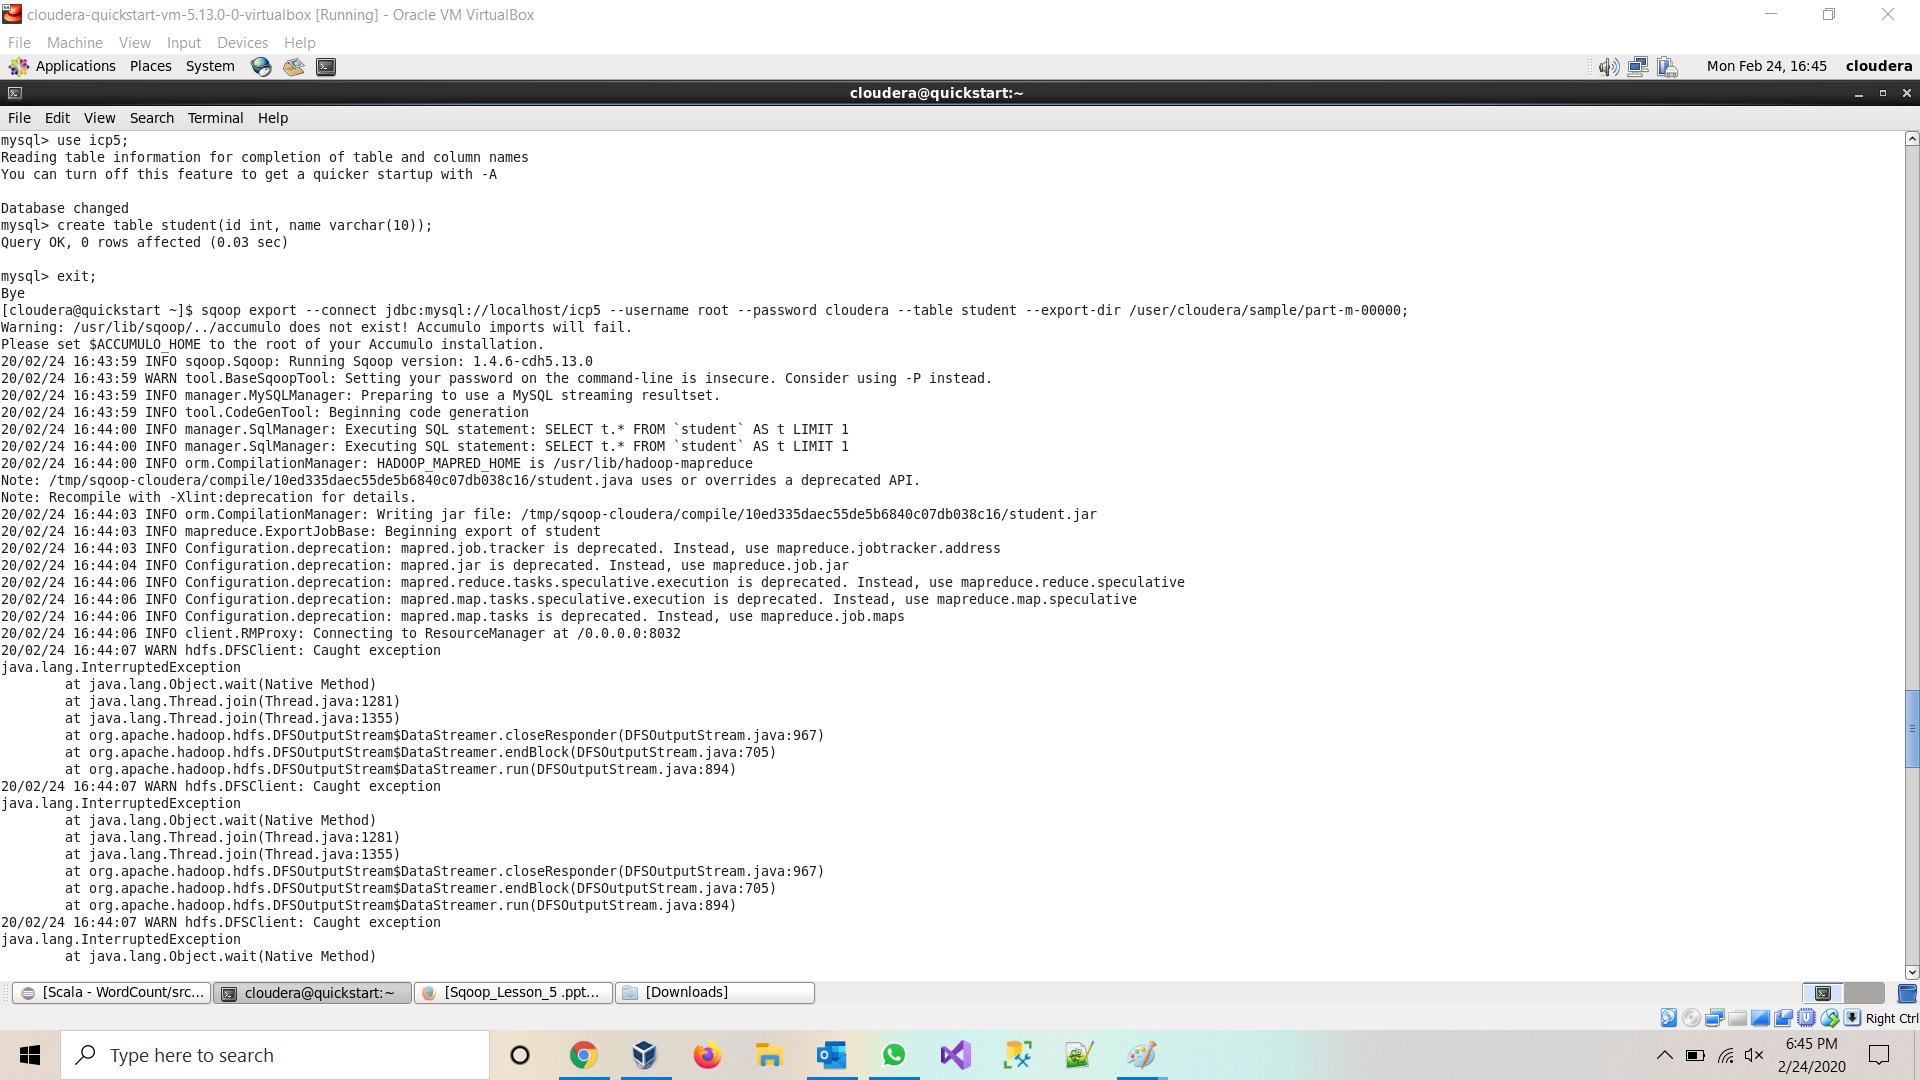 cloudera-quickstart-vm-5.13.0-0-virtualbox [Running] - Oracle VM VirtualBox
File Machine View Input Devices Help
Applications Places System Mon Feb 24, 16:45 cloudera
cloudera@quickstart:~
File Edit View Search Terminal Help
mysql> use icp5;
Reading table information for completion of table and column names
You can turn off this feature to get a quicker startup with -A
Database changed
mysql> create table student(id int, name varchar(10));
Query OK, 0 rows affected (0.03 sec)
mysql> exit;
Bye
[cloudera@quickstart ~]$ sqoop export --connect jdbc:mysql://localhost/icp5 --username root --password cloudera --table student --export-dir /user/cloudera/sample/part-m-00000;
Warning: /usr/lib/sqoop/../accumulo does not exist! Accumulo imports will fail.
Please set $ACCUMULO_HOME to the root of your Accumulo installation.
20/02/24 16:43:59 INFO sqoop.Sqoop: Running Sqoop version: 1.4.6-cdh5.13.0
20/02/24 16:43:59 WARN tool.BaseSqoopTool: Setting your password on the command-line is insecure. Consider using -P instead.
20/02/24 16:43:59 INFO manager.MySQLManager: Preparing to use a MySQL streaming resultset.
20/02/24 16:43:59 INFO tool.CodeGenTool: Beginning code generation
20/02/24 16:44:00 INFO manager.SqlManager: Executing SQL statement: SELECT t.* FROM `student` AS t LIMIT 1
20/02/24 16:44:00 INFO manager.SqlManager: Executing SQL statement: SELECT t.* FROM `student` AS t LIMIT 1
20/02/24 16:44:00 INFO orm.CompilationManager: HADOOP_MAPRED_HOME is /usr/lib/hadoop-mapreduce
Note: /tmp/sqoop-cloudera/compile/10ed335daec55de5b6840c07db038c16/student.java uses or overrides a deprecated API.
Note: Recompile with -Xlint:deprecation for details.
20/02/24 16:44:03 INFO orm.CompilationManager: Writing jar file: /tmp/sqoop-cloudera/compile/10ed335daec55de5b6840c07db038c16/student.jar
20/02/24 16:44:03 INFO mapreduce.ExportJobBase: Beginning export of student
20/02/24 16:44:03 INFO Configuration.deprecation: mapred.job.tracker is deprecated. Instead, use mapreduce.jobtracker.address
20/02/24 16:44:04 INFO Configuration.deprecation: mapred.jar is deprecated. Instead, use mapreduce.job.jar
20/02/24 16:44:06 INFO Configuration.deprecation: mapred.reduce.tasks.speculative.execution is deprecated. Instead, use mapreduce.reduce.speculative
20/02/24 16:44:06 INFO Configuration.deprecation: mapred.map.tasks.speculative.execution is deprecated. Instead, use mapreduce.map.speculative
20/02/24 16:44:06 INFO Configuration.deprecation: mapred.map.tasks is deprecated. Instead, use mapreduce.job.maps
20/02/24 16:44:06 INFO client.RMProxy: Connecting to ResourceManager at /0.0.0.0:8032
20/02/24 16:44:07 WARN hdfs.DFSClient: Caught exception
java.lang.InterruptedException
at java.lang.Object.wait(Native Method)
at java.lang.Thread.join(Thread.java:1281)
at java.lang.Thread.join(Thread.java:1355)
at org.apache.hadoop.hdfs.DFSOutputStream$DataStreamer.closeResponder(DFSOutputStream.java:967)
at org.apache.hadoop.hdfs.DFSOutputStream$DataStreamer.endBlock(DFSOutputStream.java:705)
at org.apache.hadoop.hdfs.DFSOutputStream$DataStreamer.run(DFSOutputStream.java:894)
20/02/24 16:44:07 WARN hdfs.DFSClient: Caught exception
java.lang.InterruptedException
at java.lang.Object.wait(Native Method)
at java.lang.Thread.join(Thread.java:1281)
at java.lang.Thread.join(Thread.java:1355)
at org.apache.hadoop.hdfs.DFSOutputStream$DataStreamer.closeResponder(DFSOutputStream.java:967)
at org.apache.hadoop.hdfs.DFSOutputStream$DataStreamer.endBlock(DFSOutputStream.java:705)
at org.apache.hadoop.hdfs.DFSOutputStream$DataStreamer.run(DFSOutputStream.java:894)
20/02/24 16:44:07 WARN hdfs.DFSClient: Caught exception
java.lang.InterruptedException
at java.lang.Object.wait(Native Method)
[Scala - WordCount/src... cloudera@quickstart:~ [Sqoop_Lesson_5 .ppt... [Downloads]
Right Ctrl
Type here to search
6:45 PM
2/24/2020